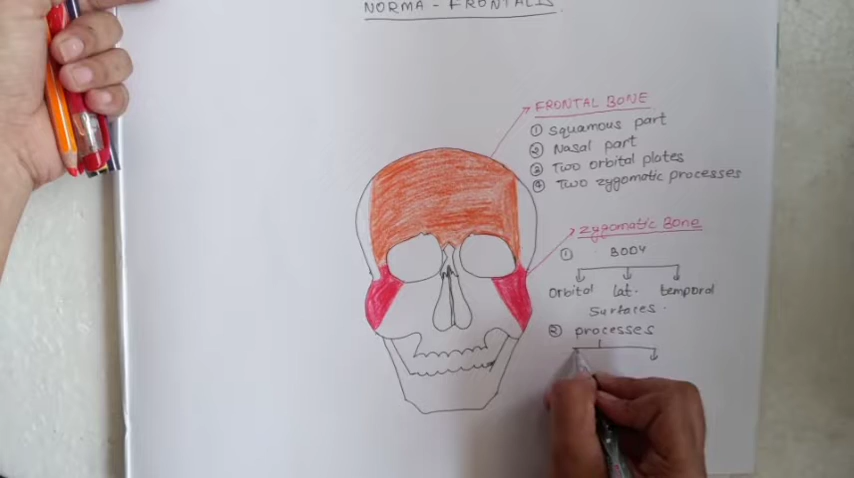 NORMA - FRONTALIS
FRONTAL BONE
① squamous part
② Nasal part
③ Two orbital plates
④ Two zygomatic processes
Zygomatic Bone
① BODY
Orbital lat. temporal
Surfaces.
② processes